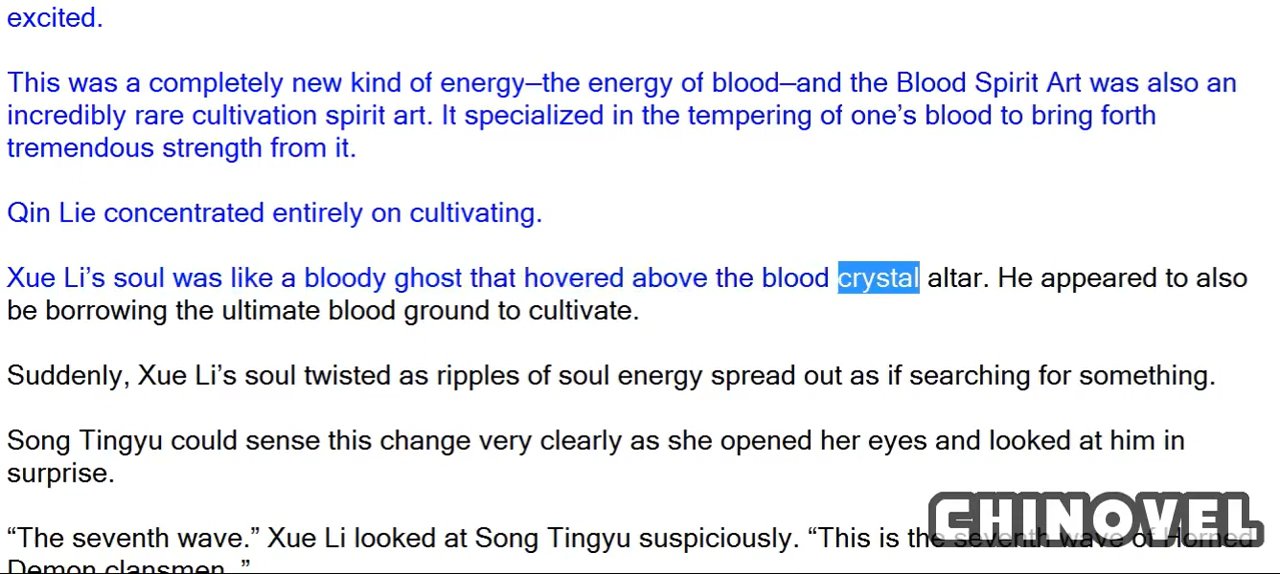 excited.
This was a completely new kind of energy—the energy of blood—and the Blood Spirit Art was also an
incredibly rare cultivation spirit art. It specialized in the tempering of one’s blood to bring forth
tremendous strength from it.
Qin Lie concentrated entirely on cultivating.
Xue Li’s soul was like a bloody ghost that hovered above the blood crystal altar. He appeared to also
be borrowing the ultimate blood ground to cultivate.
Suddenly, Xue Li’s soul twisted as ripples of soul energy spread out as if searching for something.
Song Tingyu could sense this change very clearly as she opened her eyes and looked at him in
surprise.
“The seventh wave.” Xue Li looked at Song Tingyu suspiciously. “This is the seventh wave of Horned
Demon clansmen...”
CHINOVEL